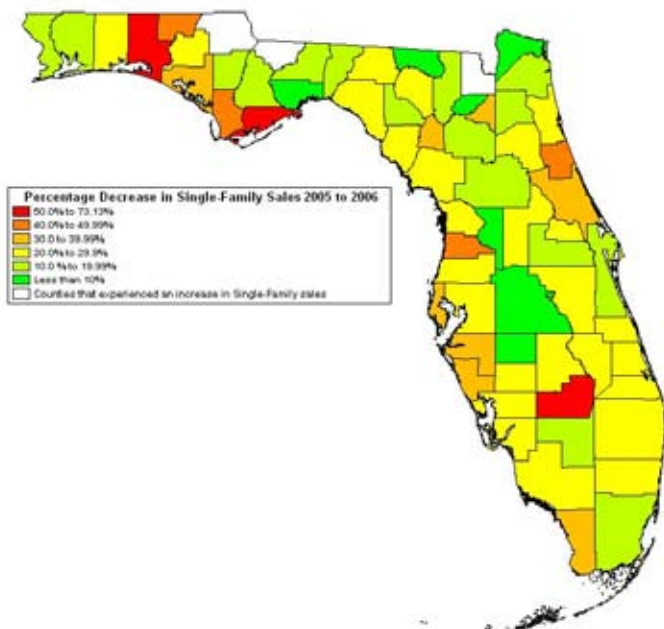 Percentage Decrease in Single-Family Sales 2005 to 2006
50.0% to 73.13%
40.0% to 49.99%
30.0 to 39.99%
20.0% to 29.9%
10.0 % to 19.99%
Less than 10%
Counties that experienced an increase in Single-Family sales